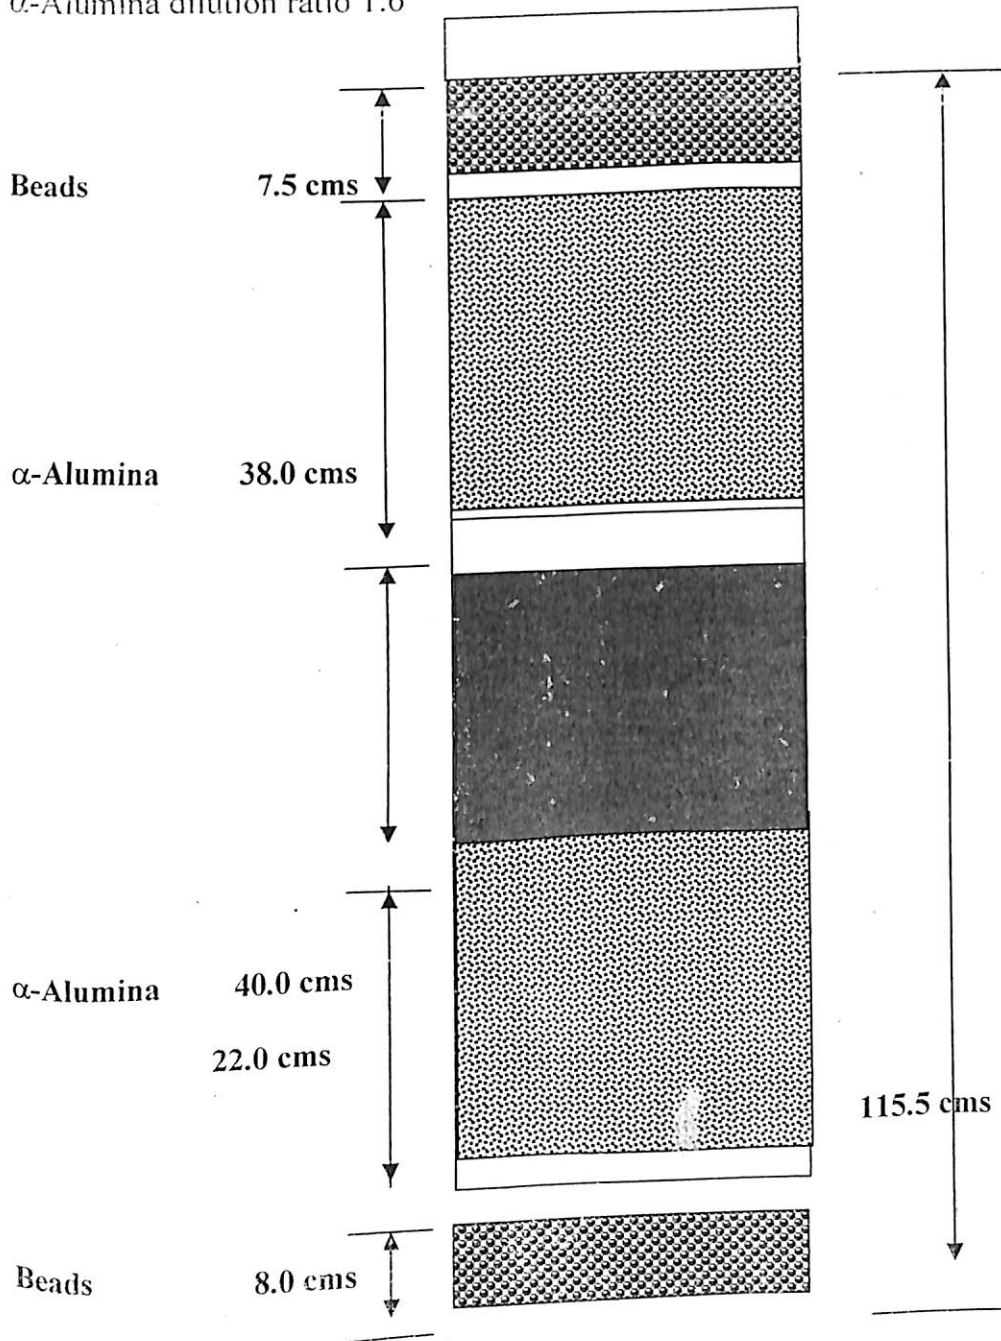 α-Alumina dilution ratio 1:6
Beads 7.5 cms
α-Alumina 38.0 cms
α-Alumina 40.0 cms
22.0 cms
115.5 cms
Beads 8.0 cms